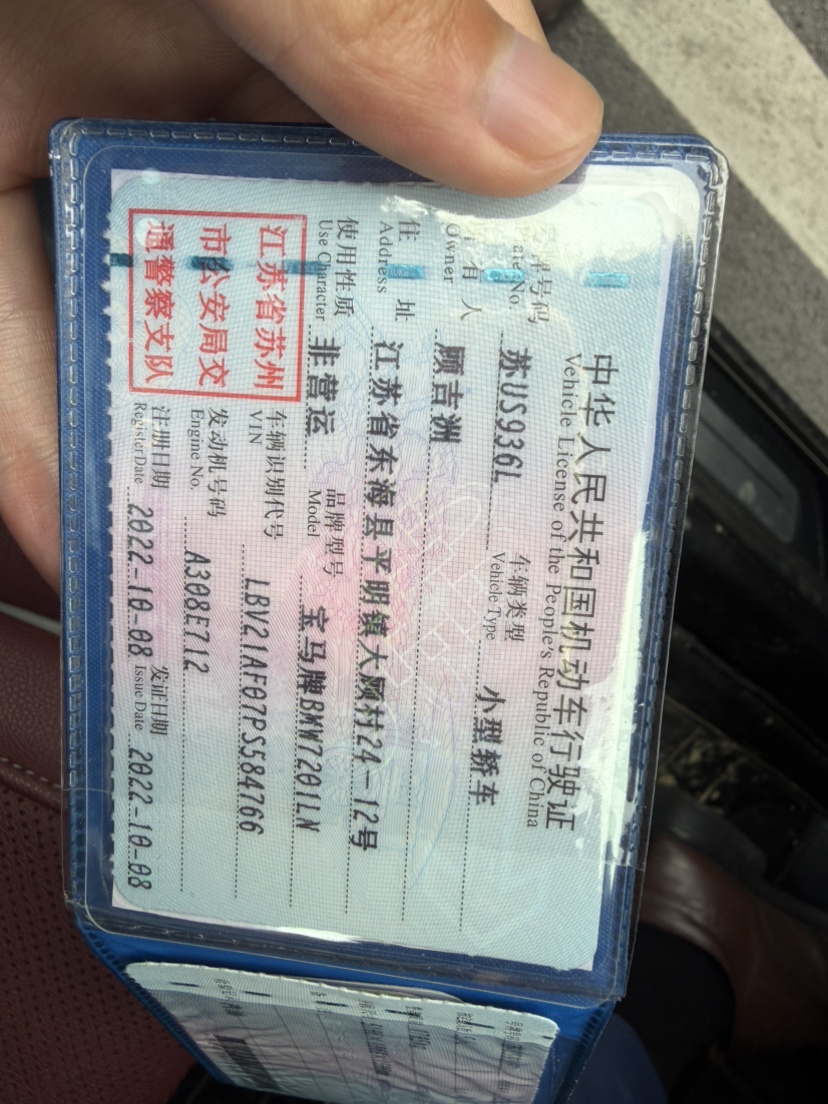 中华人民共和国机动车行驶证
Vehicle License of the People's Republic of China
号牌号码 苏US936L 车辆类型 小型轿车
Plate No. Vehicle Type
所有人 顾吉洲
Owner
住址 江苏省东海县平明镇大顾村24-12号
Address
使用性质 非营运 品牌型号 宝马牌BMW7201LN
Use Character Model
江苏省苏州
市公安局交
通警察支队
车辆识别代号 LBV21AF07PS584766
VIN
发动机号码 A308E712
Engine No.
注册日期 2022-10-08 发证日期 2022-10-08
Register Date Issue Date